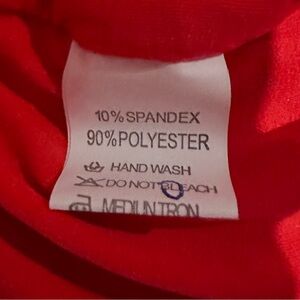 10% SPANDEX
90% POLYESTER
HAND WASH
DO NOT BLEACH
MEDIUN TRON